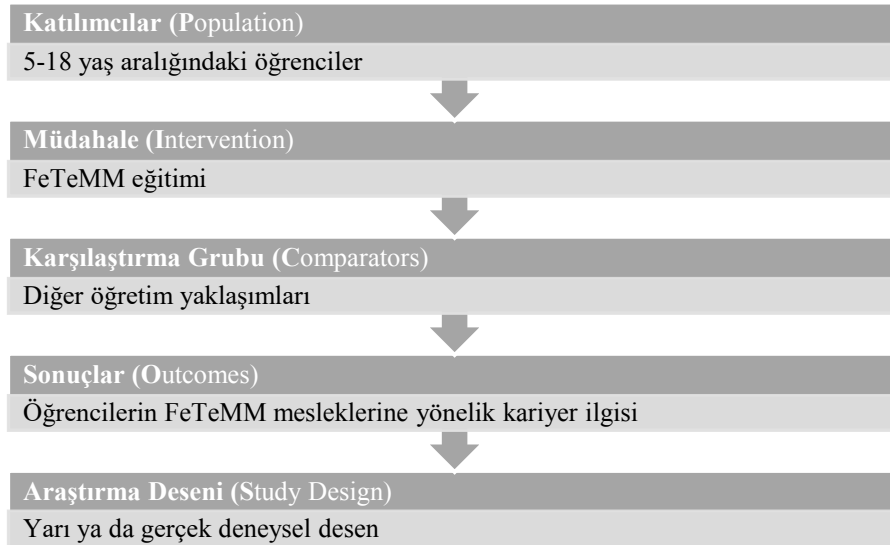 Katılımcılar (Population)
5-18 yaş aralığındaki öğrenciler
Müdahale (Intervention)
FeTeMM eğitimi
Karşılaştırma Grubu (Comparators)
Diğer öğretim yaklaşımları
Sonuçlar (Outcomes)
Öğrencilerin FeTeMM mesleklerine yönelik kariyer ilgisi
Araştırma Deseni (Study Design)
Yarı ya da gerçek deneysel desen